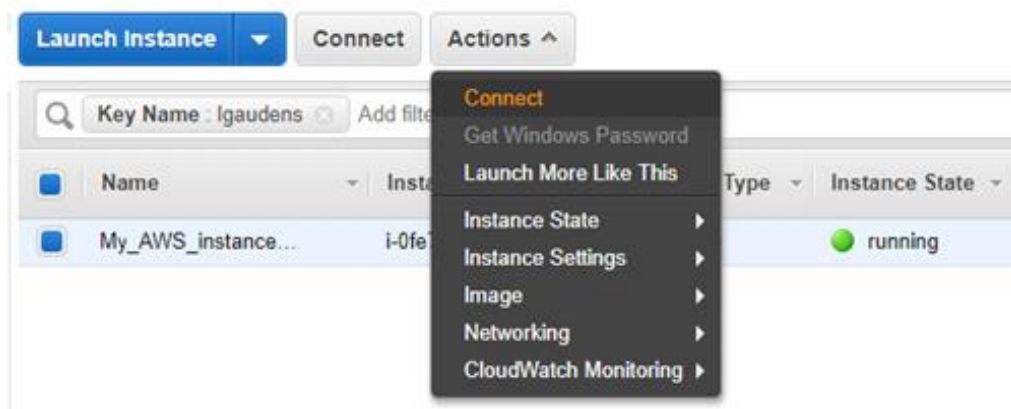 Launch Instance Connect Actions
Key Name : lgaudens Add filte
Connect
Get Windows Password
Launch More Like This
Name Insta Type Instance State
Instance State
My_AWS_instance... i-0fe running
Instance Settings
Image
Networking
CloudWatch Monitoring